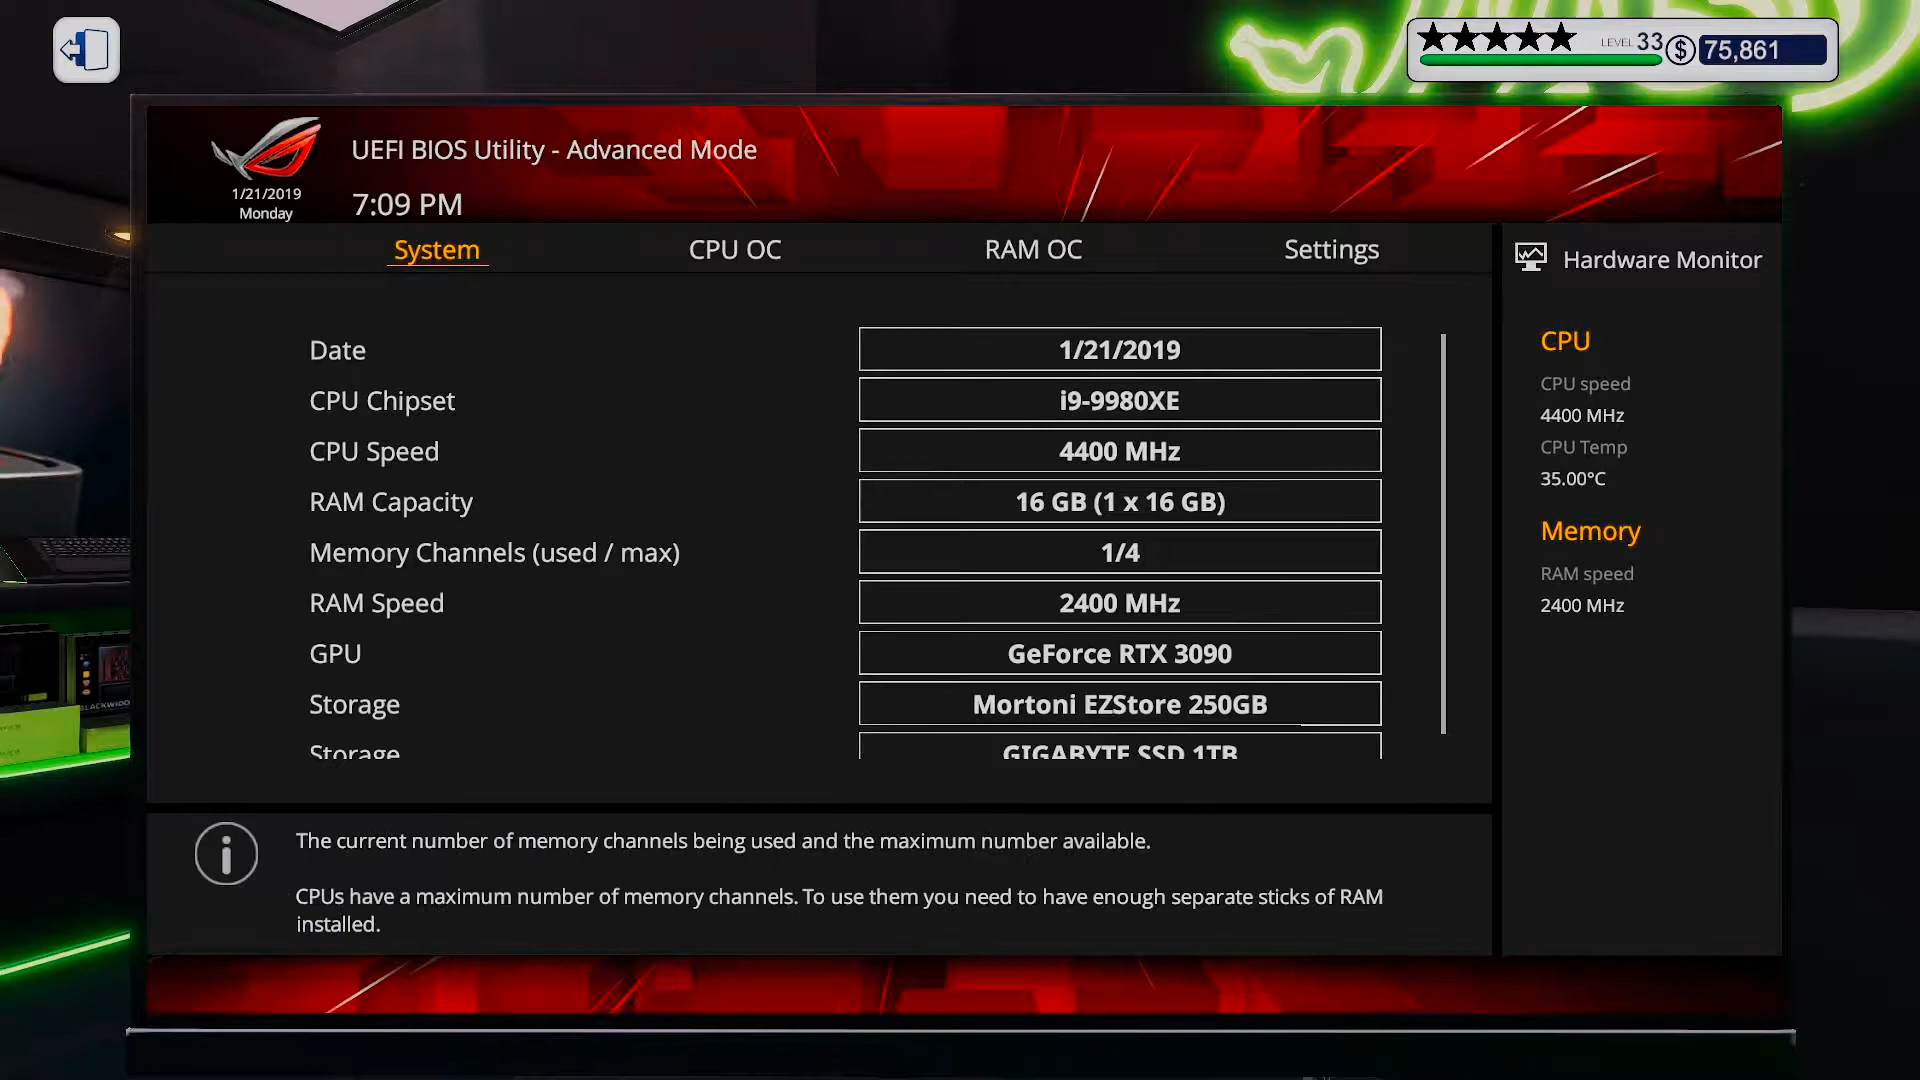 LEVEL 33
75,861
UEFI BIOS Utility - Advanced Mode
1/21/2019
Monday
7:09 PM
System
CPU OC
RAM OC
Settings
Hardware Monitor
Date
1/21/2019
CPU Chipset
i9-9980XE
CPU Speed
4400 MHz
RAM Capacity
16 GB (1 x 16 GB)
Memory Channels (used / max)
1/4
RAM Speed
2400 MHz
GPU
GeForce RTX 3090
Storage
Mortoni EZStore 250GB
Storage
GIGABYTE SSD 1TB
CPU
CPU speed
4400 MHz
CPU Temp
35.00°C
Memory
RAM speed
2400 MHz
The current number of memory channels being used and the maximum number available.
CPUs have a maximum number of memory channels. To use them you need to have enough separate sticks of RAM
installed.